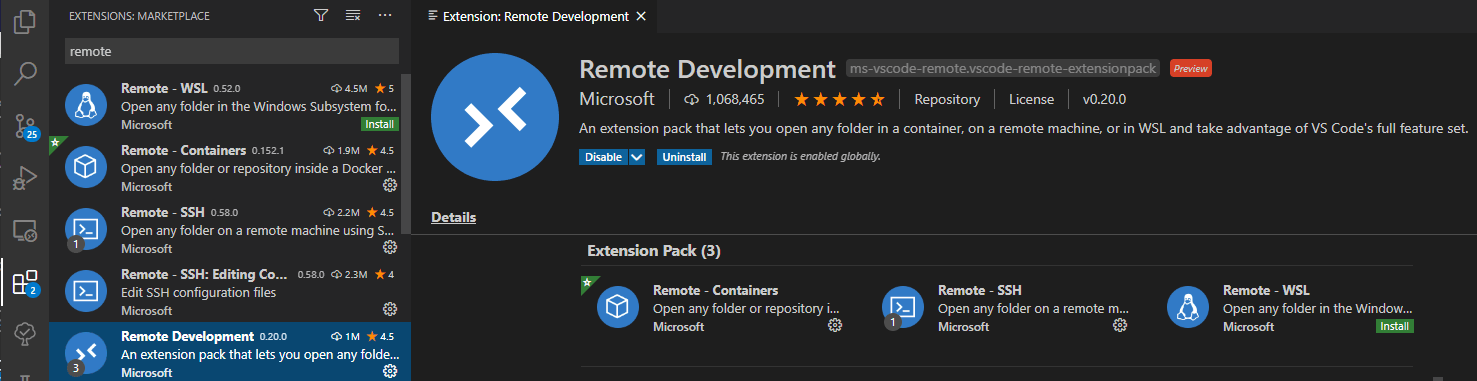 EXTENSIONS: MARKETPLACE
remote
Remote - WSL 0.52.0 4.5M 5
Open any folder in the Windows Subsystem fo...
Microsoft Install
Remote - Containers 0.152.1 1.9M 4.5
Open any folder or repository inside a Docker ...
Microsoft
Remote - SSH 0.58.0 2.2M 4.5
Open any folder on a remote machine using S...
1 Microsoft
Remote - SSH: Editing Co... 0.58.0 2.3M 4
Edit SSH configuration files
Microsoft
Remote Development 0.20.0 1M 4.5
An extension pack that lets you open any folde...
3 Microsoft
25
2
Extension: Remote Development
Remote Development ms-vscode-remote.vscode-remote-extensionpack Preview
Microsoft 1,068,465 Repository License v0.20.0
An extension pack that lets you open any folder in a container, on a remote machine, or in WSL and take advantage of VS Code's full feature set.
Disable Uninstall This extension is enabled globally.
Details
Extension Pack (3)
Remote - Containers
Open any folder or repository i...
Microsoft
Remote - SSH
Open any folder on a remote m...
1 Microsoft
Remote - WSL
Open any folder in the Window...
Microsoft Install